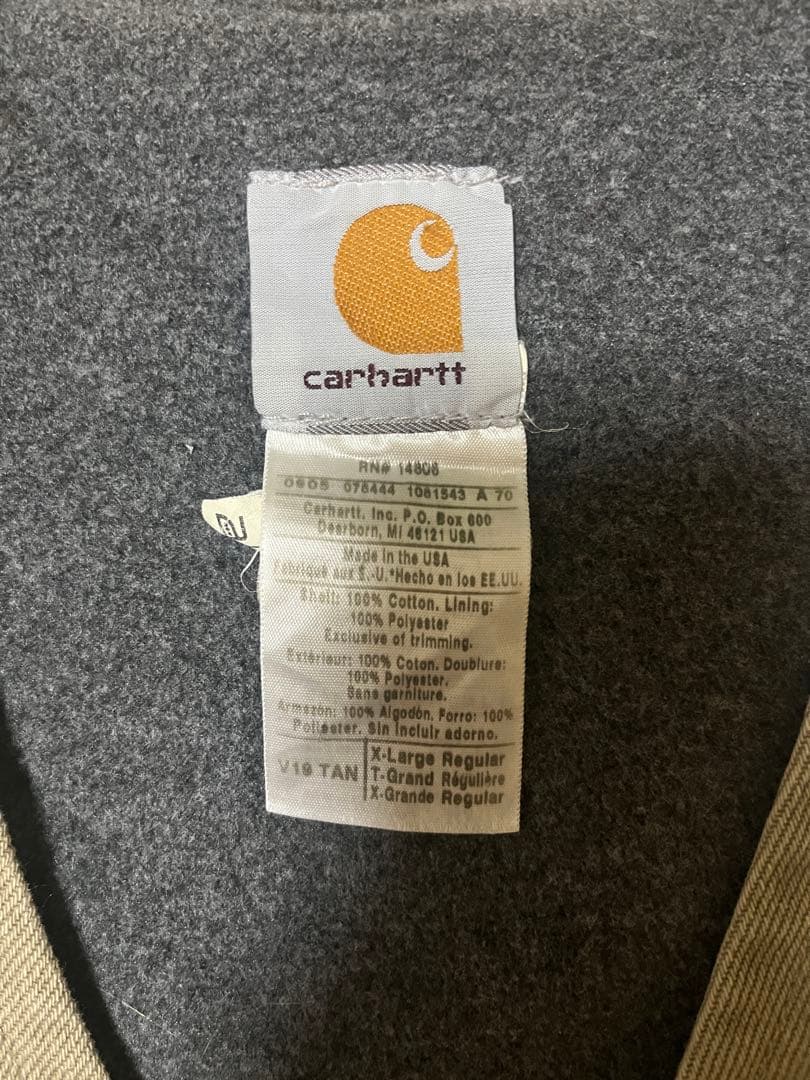 carhartt
RN# 14806
0605 078444 1081543 A 70
Carhartt, Inc. P.O. Box 600
Dearborn, MI 48121 USA
Made in the USA
Fabriqué aux É.-U.*Hecho en los EE.UU.
Shell: 100% Cotton. Lining:
100% Polyester
Exclusive of trimming.
Extérieur: 100% Coton. Doublure:
100% Polyester.
Sans garniture.
Armazón: 100% Algodón. Forro: 100%
Poliester. Sin incluir adorno.
V19 TAN
X-Large Regular
T-Grand Régulière
X-Grande Regular